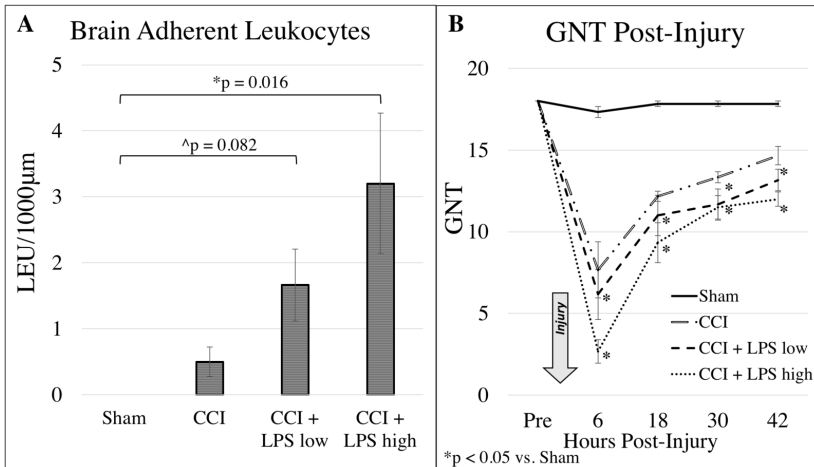 A
Brain Adherent Leukocytes
5
4
3
2
1
0
LEU/1000µm
*p = 0.016
^p = 0.082
Sham
CCI
CCI +
LPS low
CCI +
LPS high
B
GNT Post-Injury
20
15
10
5
0
GNT
*
*
*
*
*
*
*
*
*
Injury
Sham
CCI
CCI + LPS low
CCI + LPS high
Pre
6
18
30
42
Hours Post-Injury
*p < 0.05 vs. Sham